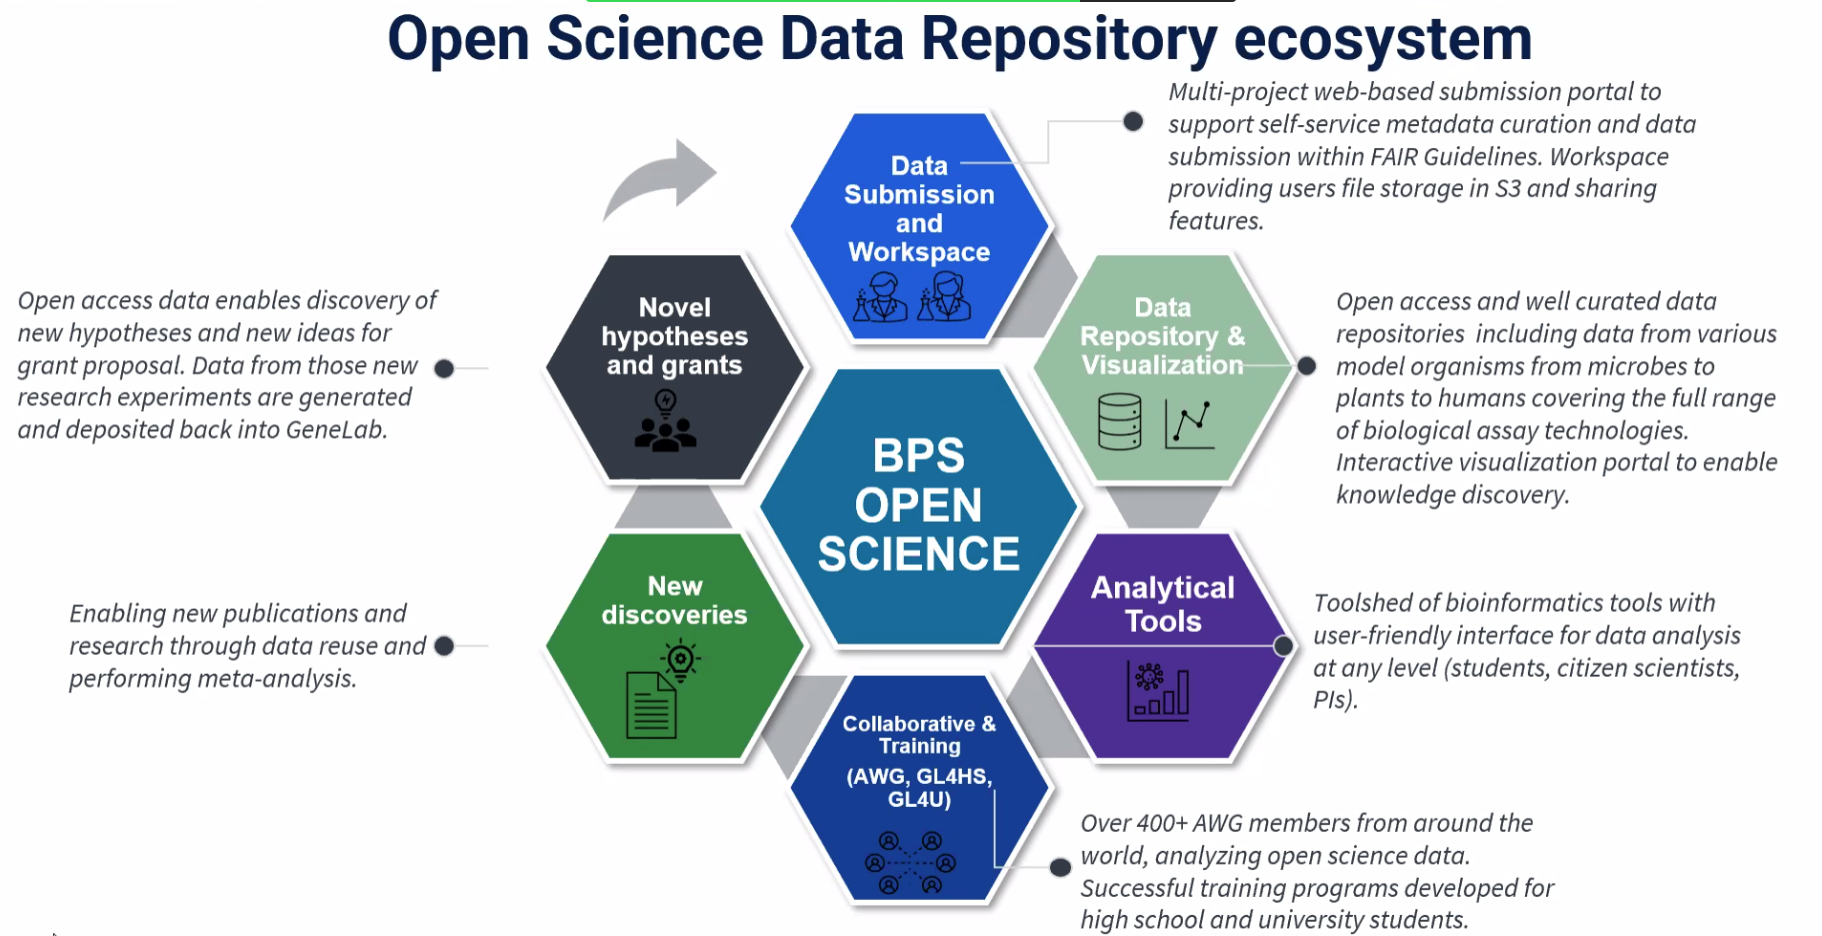 Open Science Data Repository ecosystem
Multi-project web-based submission portal to
support self-service metadata curation and data
submission within FAIR Guidelines. Workspace
providing users file storage in S3 and sharing
features.
Data
Submission
and
Workspace
Novel
hypotheses
and grants
Data
Repository &
Visualization
Open access data enables discovery of
new hypotheses and new ideas for
grant proposal. Data from those new
research experiments are generated
and deposited back into GeneLab.
Open access and well curated data
repositories including data from various
model organisms from microbes to
plants to humans covering the full range
of biological assay technologies.
Interactive visualization portal to enable
knowledge discovery.
BPS
OPEN
SCIENCE
New
discoveries
Analytical
Tools
Enabling new publications and
research through data reuse and
performing meta-analysis.
Toolshed of bioinformatics tools with
user-friendly interface for data analysis
at any level (students, citizen scientists,
PIs).
Collaborative &
Training
(AWG, GL4HS,
GL4U)
Over 400+ AWG members from around the
world, analyzing open science data.
Successful training programs developed for
high school and university students.